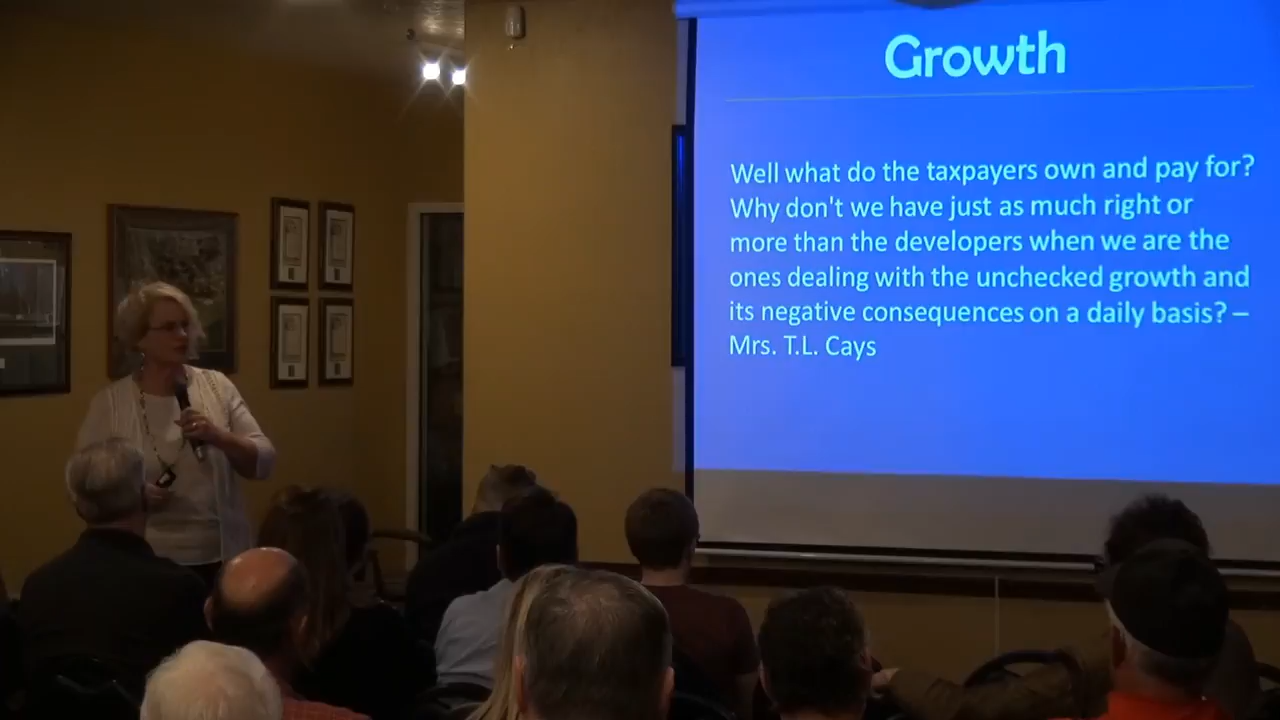 Growth
Well what do the taxpayers own and pay for?
Why don't we have just as much right or
more than the developers when we are the
ones dealing with the unchecked growth and
its negative consequences on a daily basis? –
Mrs. T.L. Cays